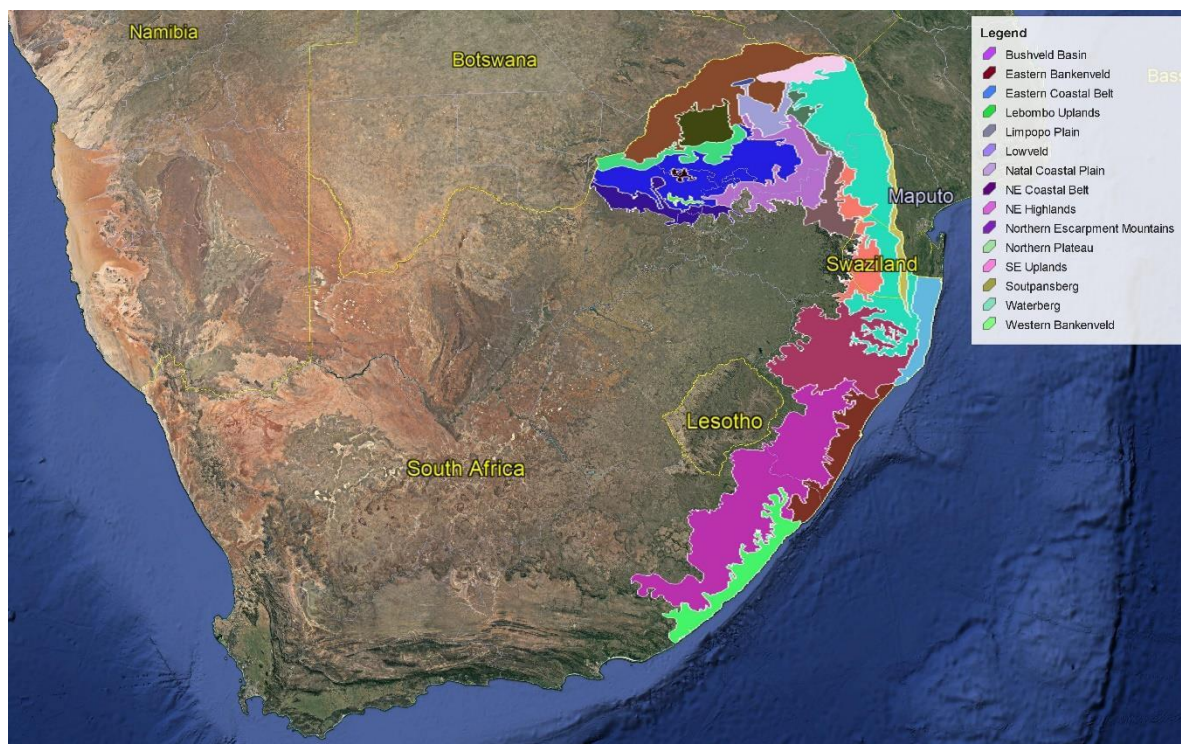 Namibia
Botswana
Maputo
Swaziland
Lesotho
South Africa
Bass
Legend
Bushveld Basin
Eastern Bankenveld
Eastern Coastal Belt
Lebombo Uplands
Limpopo Plain
Lowveld
Natal Coastal Plain
NE Coastal Belt
NE Highlands
Northern Escarpment Mountains
Northern Plateau
SE Uplands
Soutpansberg
Waterberg
Western Bankenveld